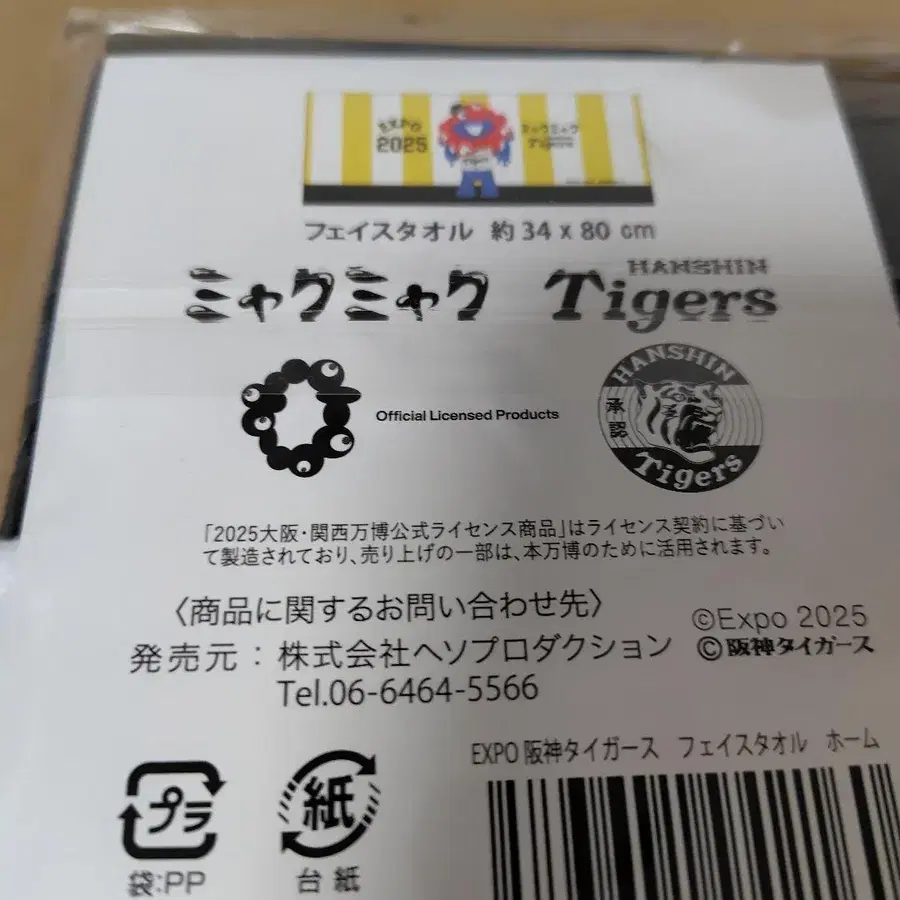 EXPO
2025
ミャクミャク
Tigers
フェイスタオル 約 34 x 80 cm
ミャクミャク
HANSHIN
Tigers
Official Licensed Products
HANSHIN
承認
Tigers
「2025大阪・関西万博公式ライセンス商品」はライセンス契約に基づい
て製造されており、売り上げの一部は、本万博のために活用されます。
〈商品に関するお問い合わせ先〉
発売元：株式会社ヘソプロダクション
Tel.06-6464-5566
©Expo 2025
©阪神タイガース
EXPO 阪神タイガース フェイスタオル ホーム
プラ
袋:PP
紙
台紙